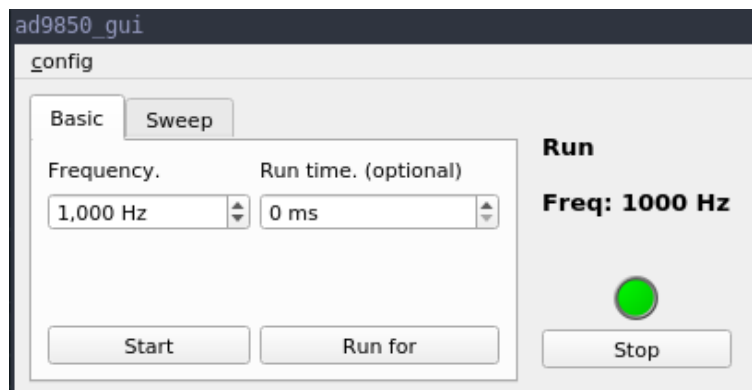 ad9850_gui
config
Basic
Sweep
Frequency.
Run time. (optional)
1,000 Hz
0 ms
Start
Run for
Run
Freq: 1000 Hz
Stop